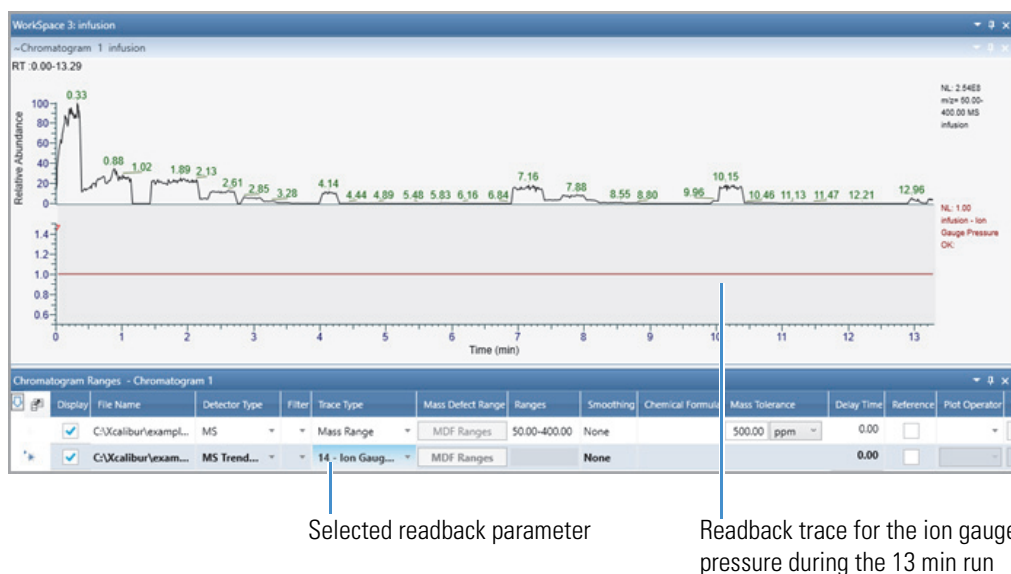 WorkSpace 3: infusion
~Chromatogram 1 infusion
RT :0.00-13.29
NL: 2.54E8
m/z= 50.00-
400.00 MS
infusion
Relative Abundance
100
80
60
40
20
0
0.33 0.88 1.02 1.89 2.13 2.61 2.85 3.28 4.14 4.44 4.89 5.48 5.83 6.16 6.84 7.16 7.88 8.55 8.80 9.96 10.15 10.46 11.13 11.47 12.21 12.96
NL: 1.00
infusion - Ion
Gauge Pressure
OK:
1.4
1.2
1.0
0.8
0.6
0 1 2 3 4 5 6 7 8 9 10 11 12 13
Time (min)
Chromatogram Ranges - Chromatogram 1
Display File Name Detector Type Filter Trace Type Mass Defect Range Ranges Smoothing Chemical Formula Mass Tolerance Delay Time Reference Plot Operator
C:\Xcalibur\exampl... MS Mass Range MDF Ranges 50.00-400.00 None 500.00 ppm 0.00
C:\Xcalibur\exam... MS Trend... 14 - Ion Gaug... MDF Ranges None 0.00
Selected readback parameter
Readback trace for the ion gauge
pressure during the 13 min run